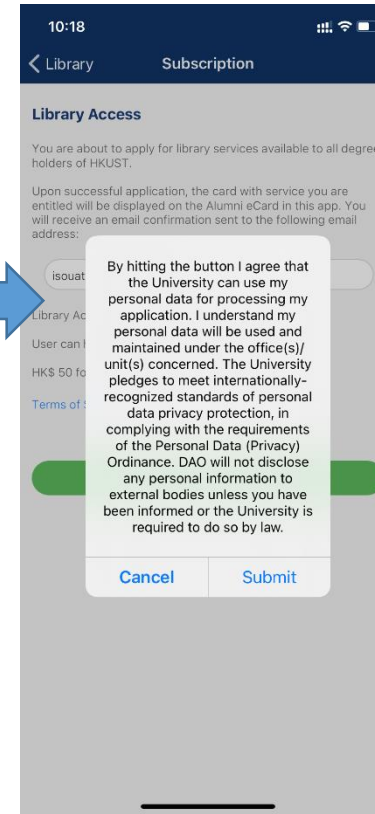 10:18
Library
Subscription
Library Access
You are about to apply for library services available to all degree
holders of HKUST.
Upon successful application, the card with service you are
entitled will be displayed on the Alumni eCard in this app. You
will receive an email confirmation sent to the following email
address:
isouat
Library Ac
User can
HK$ 50 fo
Terms of
By hitting the button I agree that
the University can use my
personal data for processing my
application. I understand my
personal data will be used and
maintained under the office(s)/
unit(s) concerned. The University
pledges to meet internationally-
recognized standards of personal
data privacy protection, in
complying with the requirements
of the Personal Data (Privacy)
Ordinance. DAO will not disclose
any personal information to
external bodies unless you have
been informed or the University is
required to do so by law.
Cancel
Submit